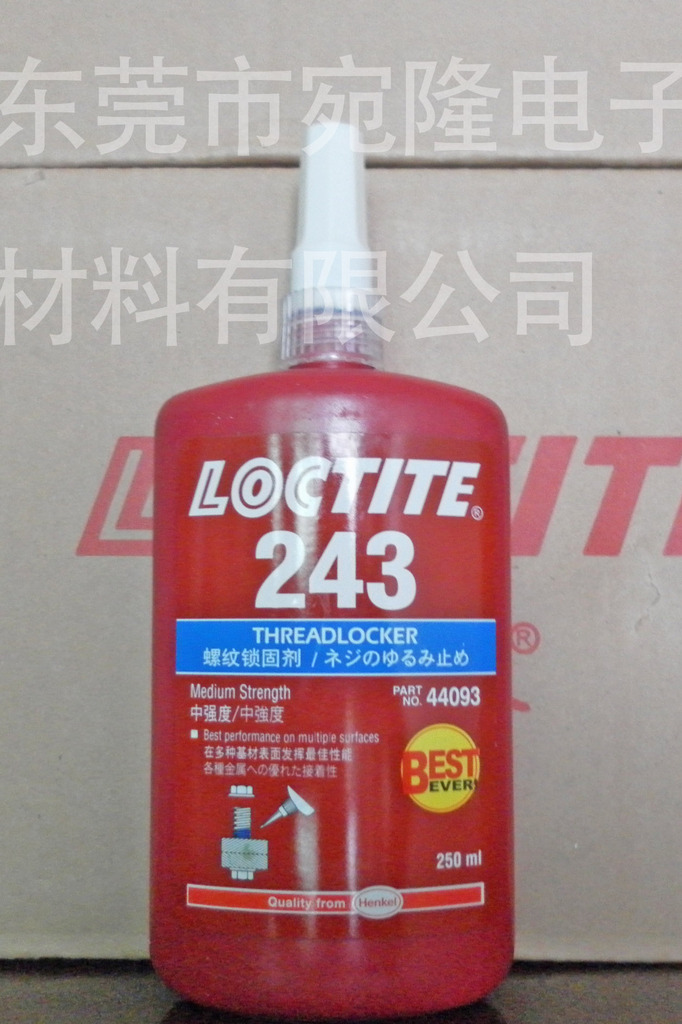 东莞市宛隆电子
材料有限公司
LOCTITE®
243
THREADLOCKER
螺纹锁固剂 / ネジのゆるみ止め
Medium Strength
中强度/中強度
PART NO. 44093
■ Best performance on multiple surfaces
在多种基材表面发挥最佳性能
各種金属への優れた接着性
BEST
EVER!
250 ml
Quality from Henkel